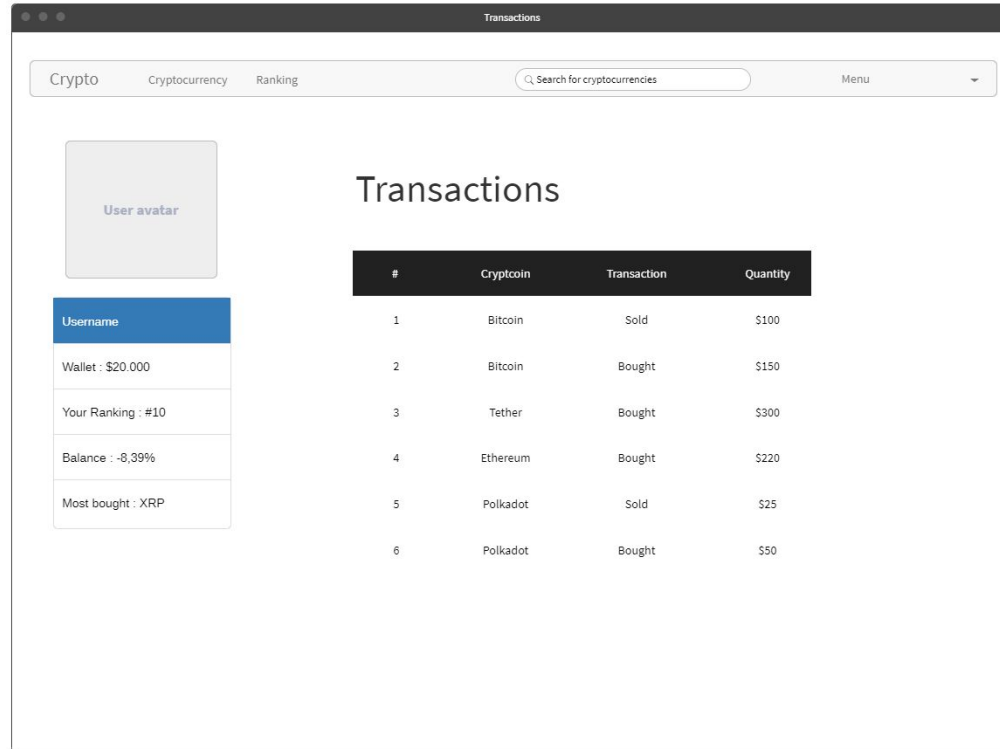 Transactions
Crypto Cryptocurrency Ranking Search for cryptocurrencies Menu
User avatar
Username
Wallet : $20.000
Your Ranking : #10
Balance : -8,39%
Most bought : XRP
Transactions
# Cryptcoin Transaction Quantity
1 Bitcoin Sold $100
2 Bitcoin Bought $150
3 Tether Bought $300
4 Ethereum Bought $220
5 Polkadot Sold $25
6 Polkadot Bought $50